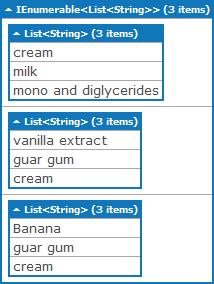 IEnumerable<List<String>> (3 items)
List<String> (3 items)
cream
milk
mono and diglycerides
List<String> (3 items)
vanilla extract
guar gum
cream
List<String> (3 items)
Banana
guar gum
cream